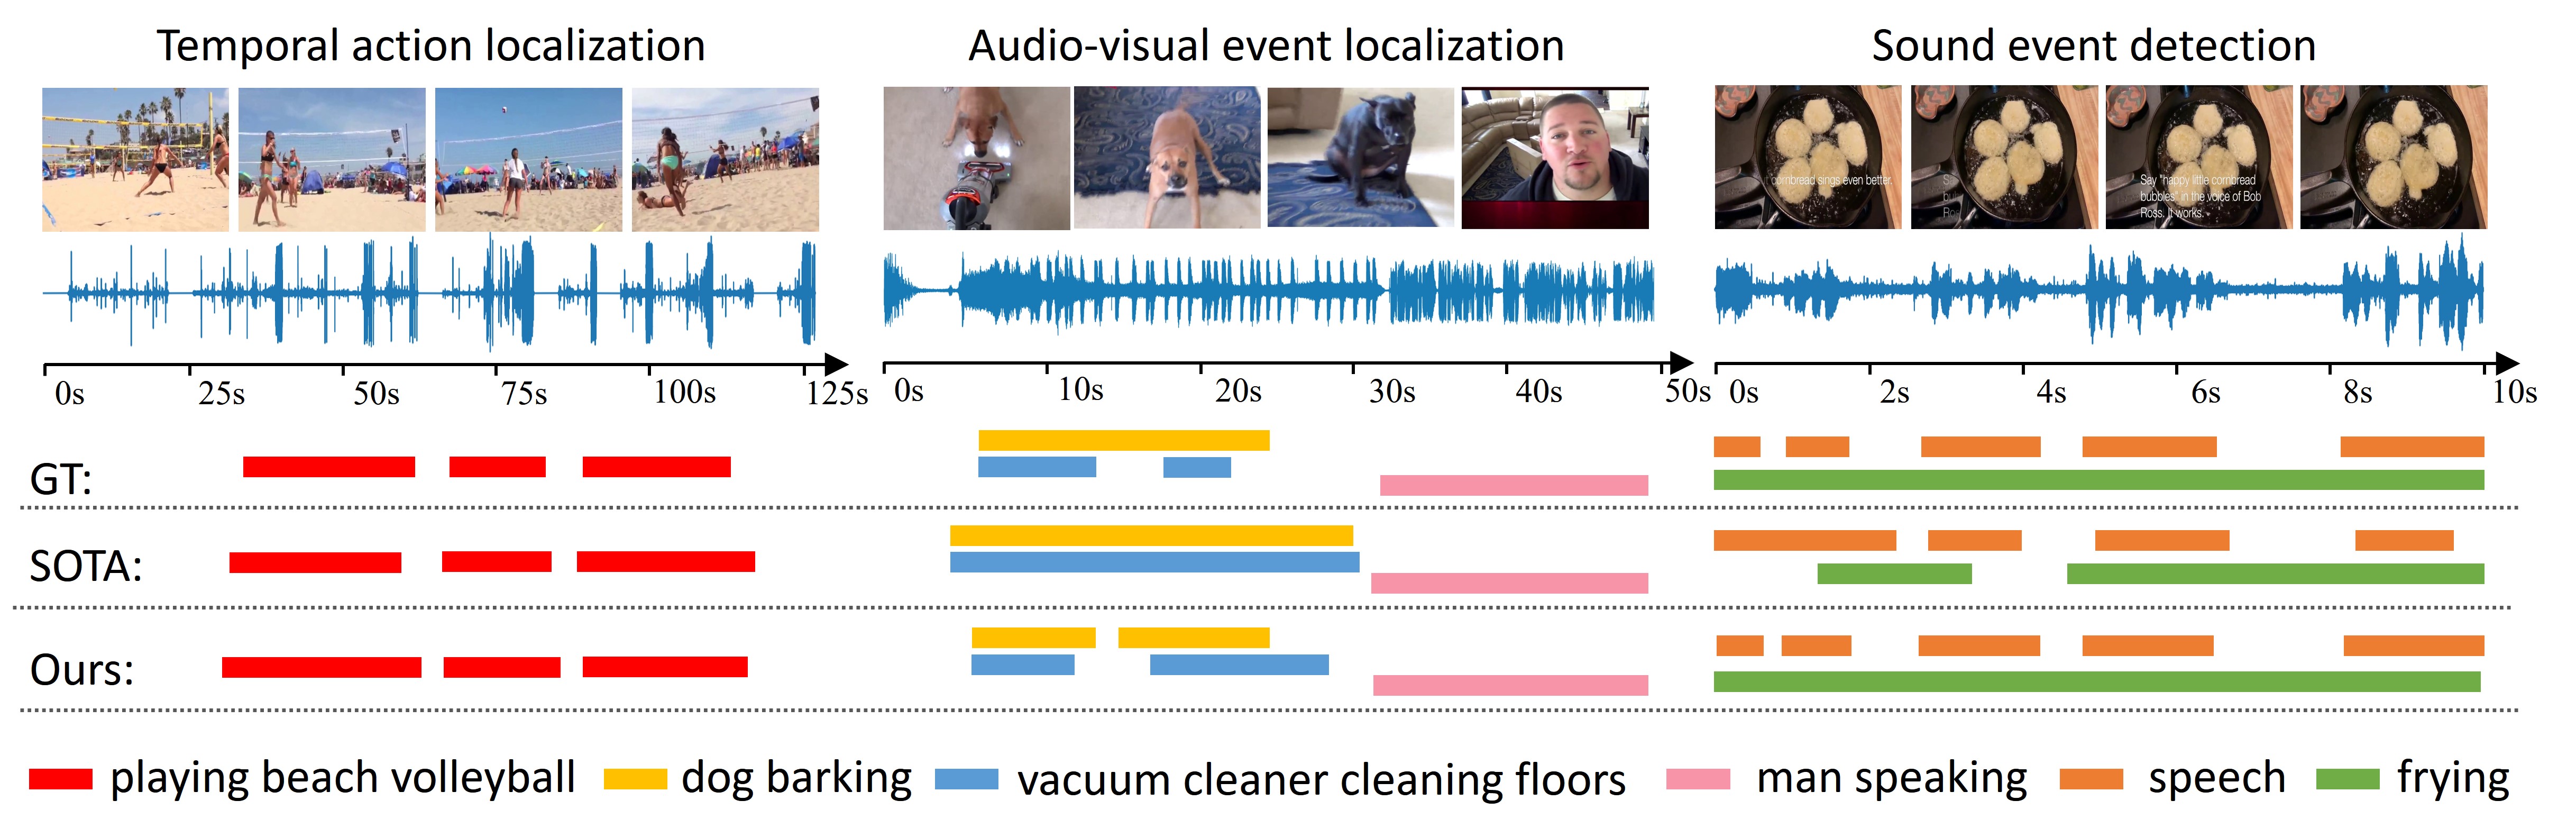 Temporal action localization
Audio-visual event localization
Sound event detection
cornbread sings even better.
Say "happy little cornbread
bubbles" in the voice of Bob
Ross. It works.
0s 25s 50s 75s 100s 125s
0s 10s 20s 30s 40s 50s
0s 2s 4s 6s 8s 10s
GT:
SOTA:
Ours:
playing beach volleyball dog barking vacuum cleaner cleaning floors man speaking speech frying